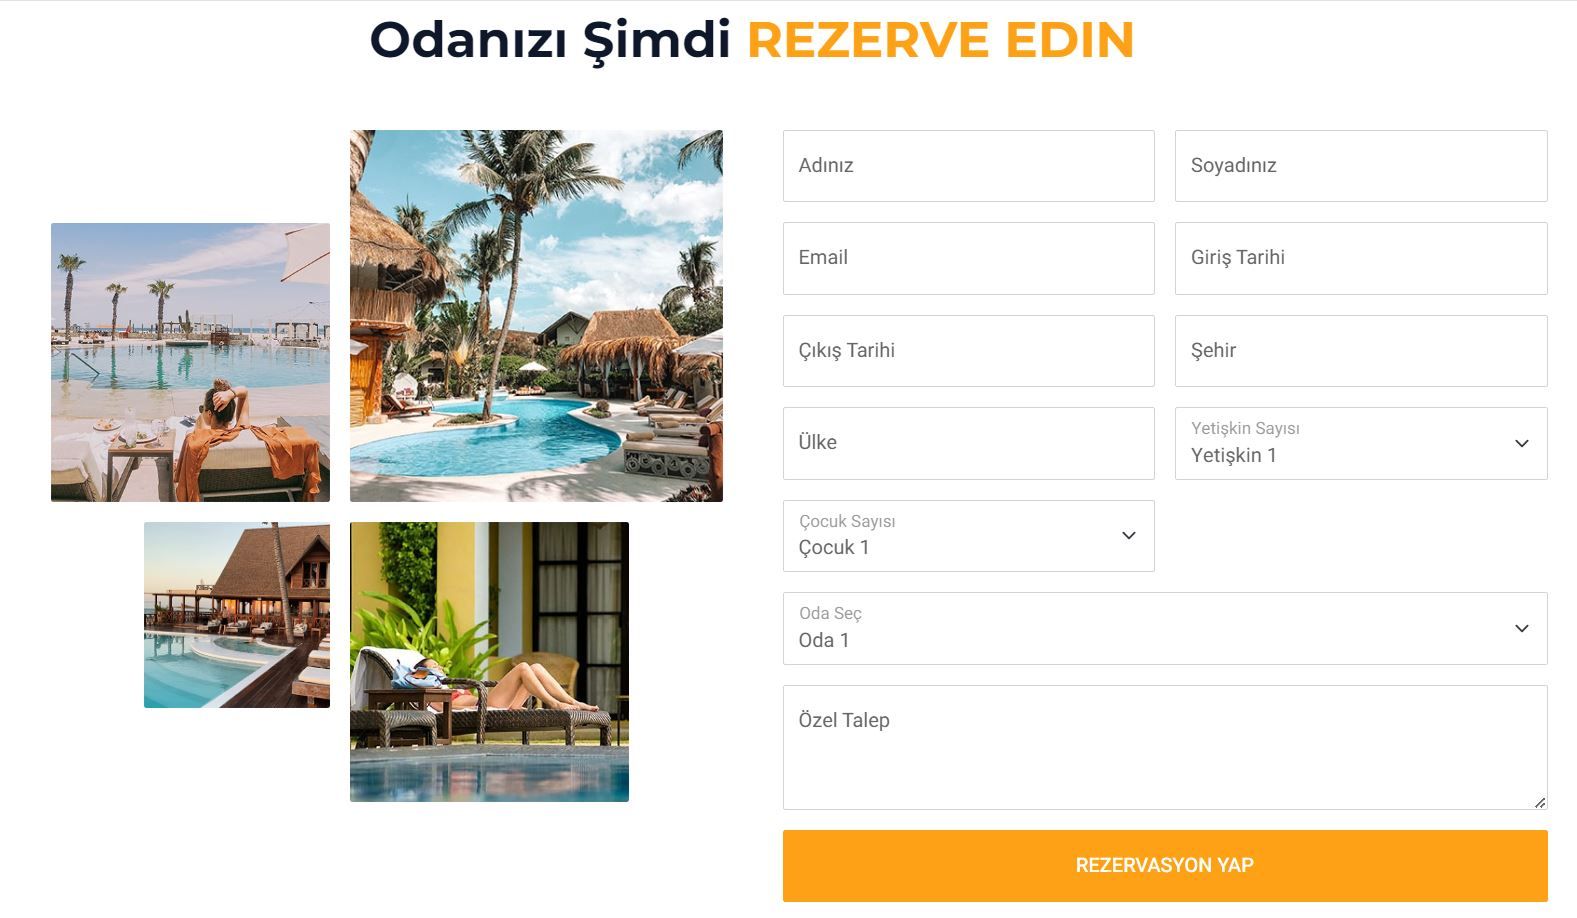 Odanızı Şimdi REZERVE EDIN
Adınız
Soyadınız
Email
Giriş Tarihi
Çıkış Tarihi
Şehir
Ülke
Yetişkin Sayısı
Yetişkin 1
Çocuk Sayısı
Çocuk 1
Oda Seç
Oda 1
Özel Talep
REZERVASYON YAP